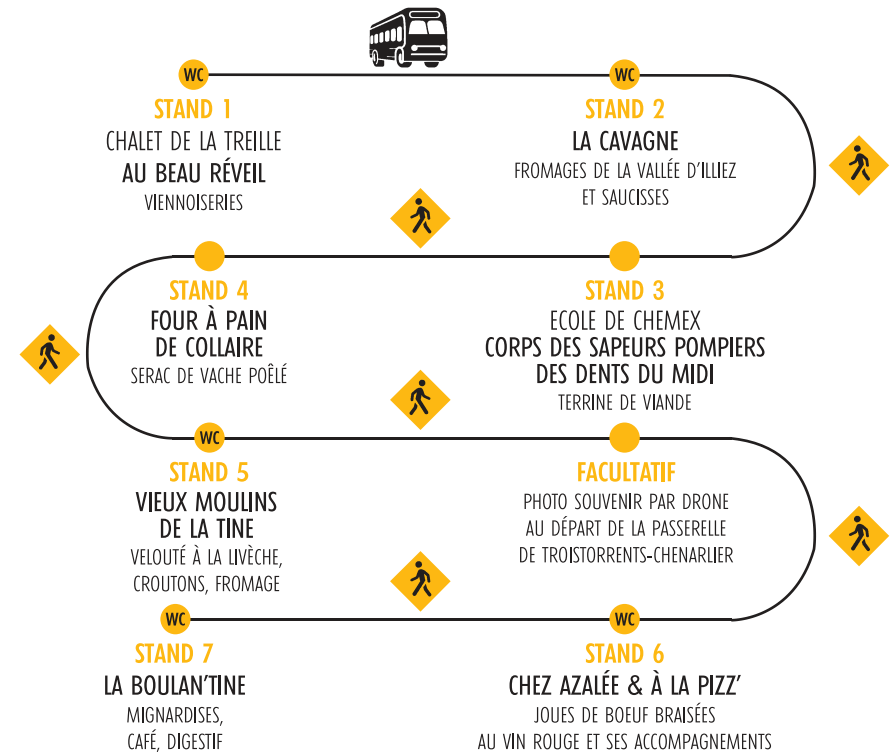 WC
STAND 1
CHALET DE LA TREILLE
AU BEAU RÉVEIL
VIENNOISERIES
WC
STAND 2
LA CAVAGNE
FROMAGES DE LA VALLÉE D'ILLIEZ
ET SAUCISSES
STAND 3
ECOLE DE CHEMEX
CORPS DES SAPEURS POMPIERS
DES DENTS DU MIDI
TERRINE DE VIANDE
STAND 4
FOUR À PAIN
DE COLLAIRE
SERAC DE VACHE POÊLÉ
WC
STAND 5
VIEUX MOULINS
DE LA TINE
VELOUTÉ À LA LIVÈCHE,
CROUTONS, FROMAGE
FACULTATIF
PHOTO SOUVENIR PAR DRONE
AU DÉPART DE LA PASSERELLE
DE TROISTORRENTS-CHENARLIER
WC
STAND 6
CHEZ AZALÉE & À LA PIZZ'
JOUES DE BOEUF BRAISÉES
AU VIN ROUGE ET SES ACCOMPAGNEMENTS
WC
STAND 7
LA BOULAN'TINE
MIGNARDISES,
CAFÉ, DIGESTIF